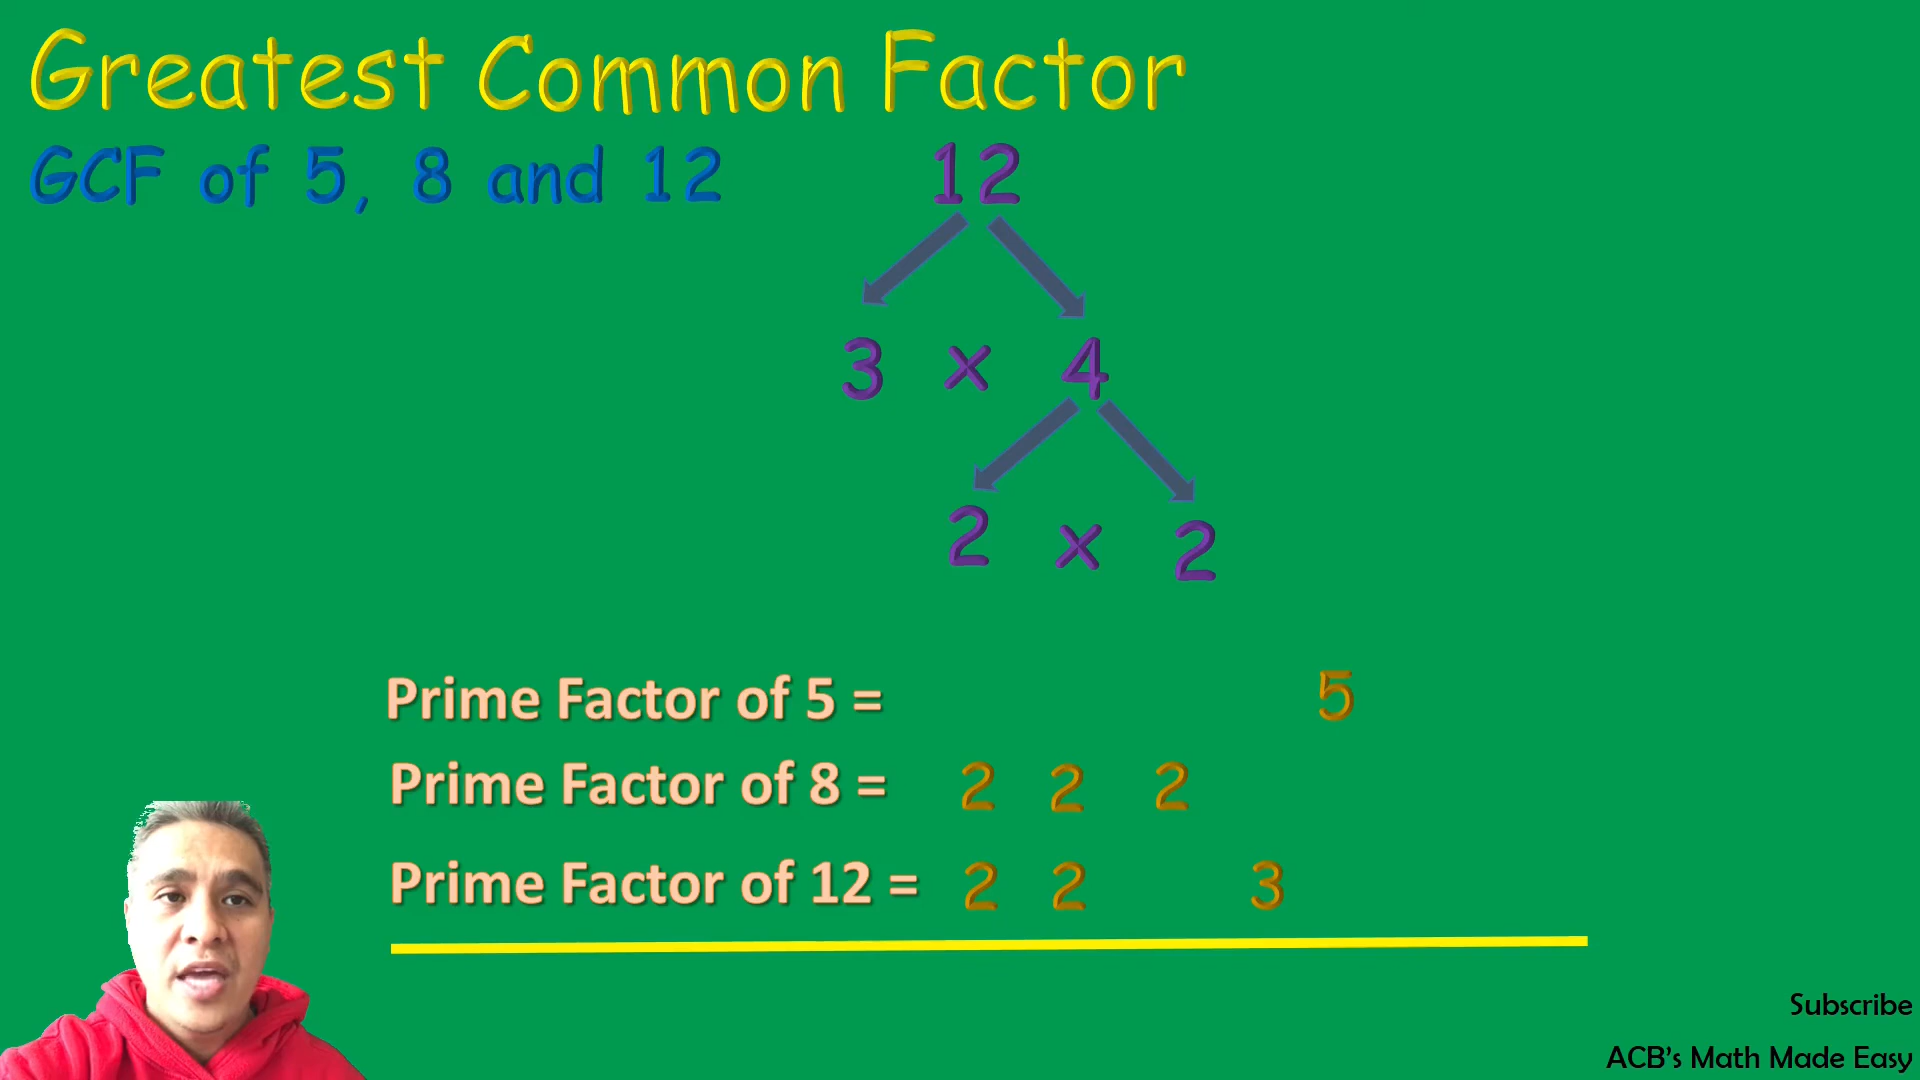 Greatest Common Factor
GCF of 5, 8 and 12
12
3 × 4
2 × 2
Prime Factor of 5 = 5
Prime Factor of 8 = 2 2 2
Prime Factor of 12 = 2 2 3
Subscribe
ACB's Math Made Easy